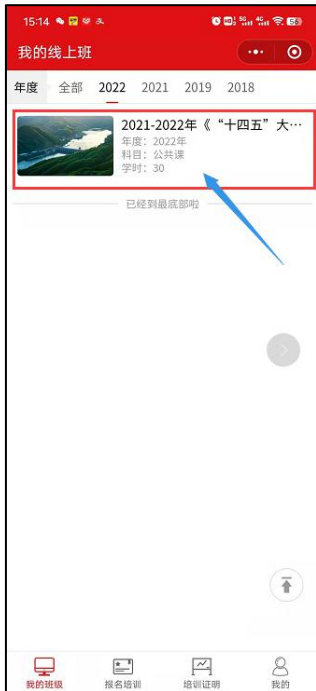 15:14
我的线上班
年度 全部 2022 2021 2019 2018
2021-2022年《“十四五”大…
年度：2022年
科目：公共课
学时：30
已经到最底部啦
我的班级 报名培训 培训证明 我的